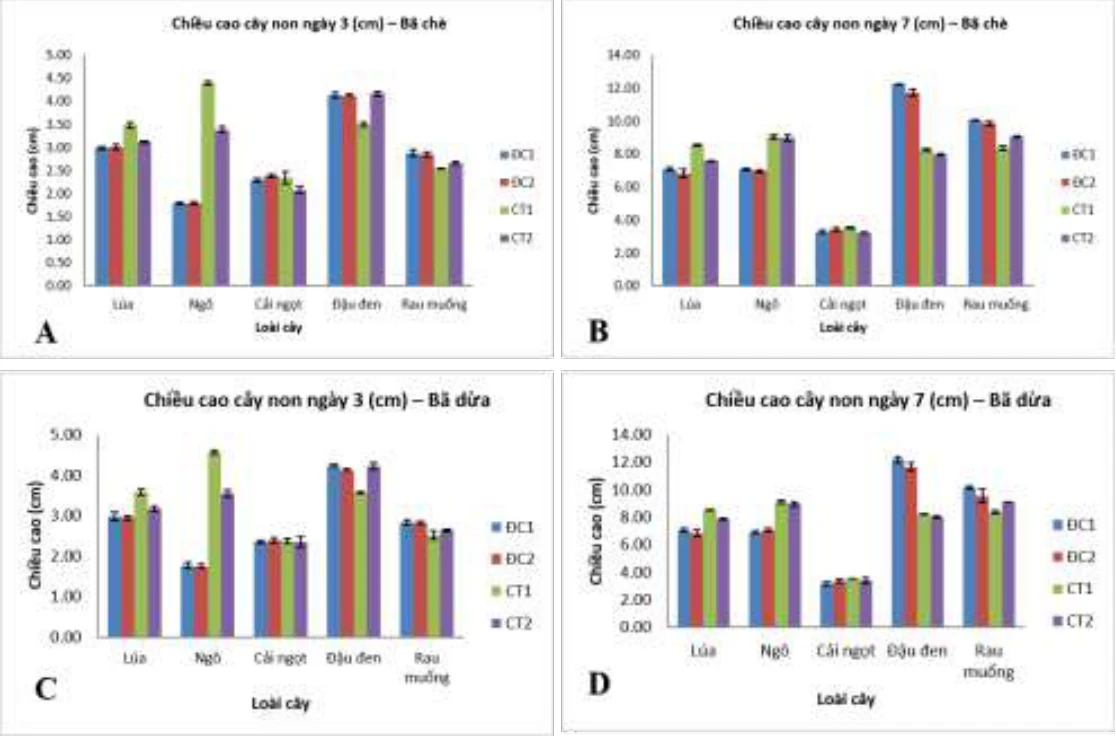 Chiều cao cây non ngày 3 (cm) – Bã chè
Chiều cao (cm)
5.00
4.50
4.00
3.50
3.00
2.50
2.00
1.50
1.00
0.50
0.00
Lúa Ngô Cải ngọt Đậu đen Rau muống
Loài cây
ĐC1
ĐC2
CT1
CT2
A
Chiều cao cây non ngày 7 (cm) – Bã chè
Chiều cao (cm)
14.00
12.00
10.00
8.00
6.00
4.00
2.00
0.00
Lúa Ngô Cải ngọt Đậu đen Rau muống
Loài cây
ĐC1
ĐC2
CT1
CT2
B
Chiều cao cây non ngày 3 (cm) – Bã dừa
Chiều cao (cm)
5.00
4.00
3.00
2.00
1.00
0.00
Lúa Ngô Cải ngọt Đậu đen Rau
muống
Loài cây
ĐC1
ĐC2
CT1
CT2
C
Chiều cao cây non ngày 7 (cm) – Bã dừa
Chiều cao (cm)
14.00
12.00
10.00
8.00
6.00
4.00
2.00
0.00
Lúa Ngô Cải ngọt Đậu đen Rau
muống
Loài cây
ĐC1
ĐC2
CT1
CT2
D